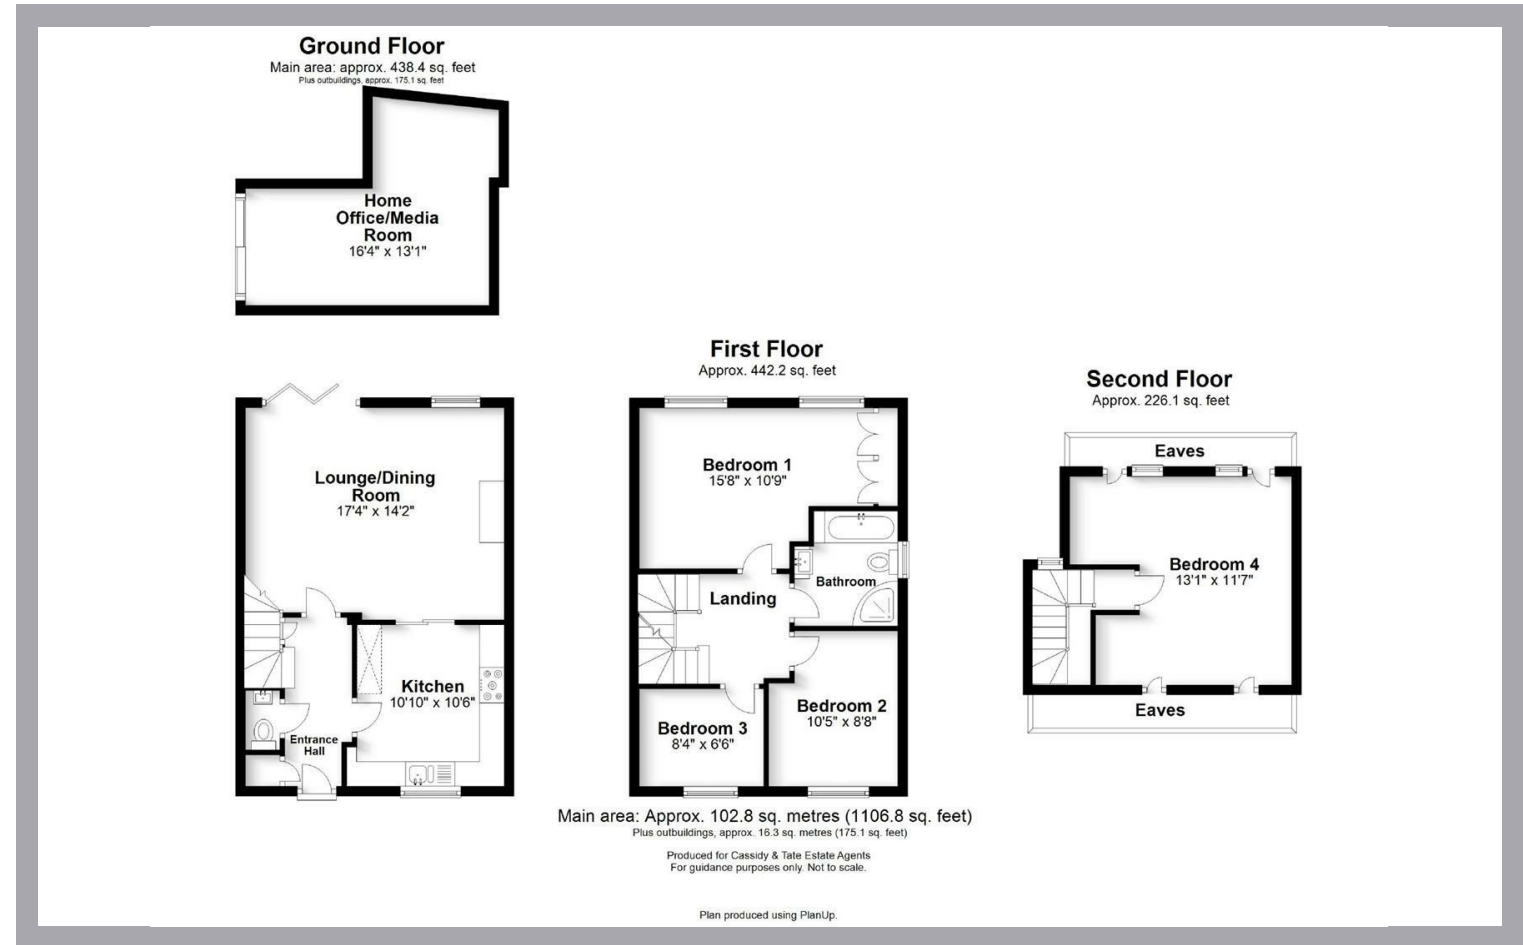 Ground Floor
Main area: approx. 438.4 sq. feet
Plus outbuildings, approx. 175.1 sq. feet
Home
Office/Media
Room
16'4" x 13'1"
Lounge/Dining
Room
17'4" x 14'2"
Kitchen
10'10" x 10'6"
Entrance
Hall
First Floor
Approx. 442.2 sq. feet
Bedroom 1
15'8" x 10'9"
Bathroom
Landing
Bedroom 2
10'5" x 8'8"
Bedroom 3
8'4" x 6'6"
Second Floor
Approx. 226.1 sq. feet
Eaves
Bedroom 4
13'1" x 11'7"
Eaves
Main area: Approx. 102.8 sq. metres (1106.8 sq. feet)
Plus outbuildings, approx. 16.3 sq. metres (175.1 sq. feet)
Produced for Cassidy & Tate Estate Agents
For guidance purposes only. Not to scale.
Plan produced using PlanUp.